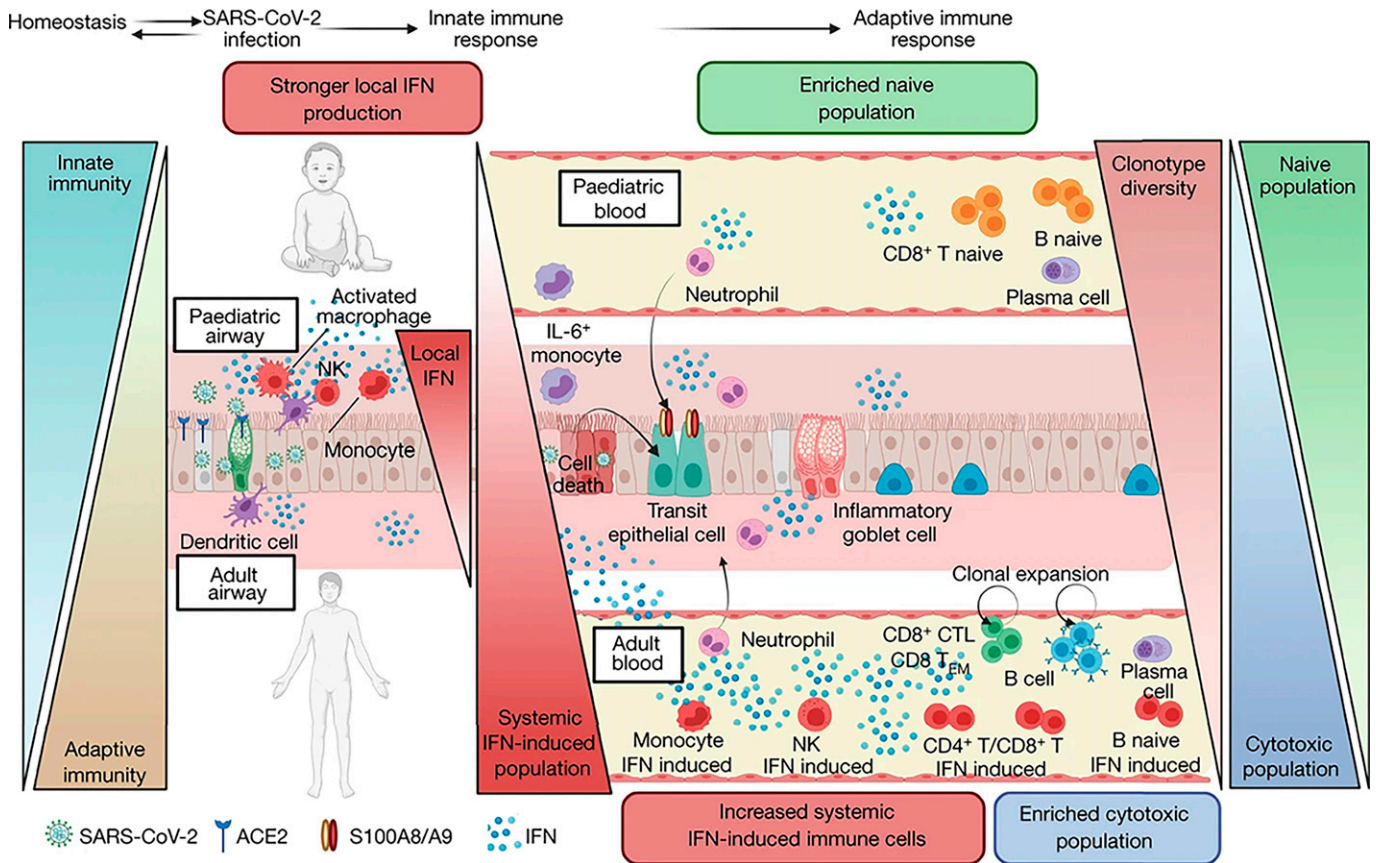 Homeostasis
SARS-CoV-2
infection
Innate immune
response
Adaptive immune
response
Stronger local IFN
production
Enriched naive
population
Innate
immunity
Adaptive
immunity
Paediatric
airway
Activated
macrophage
NK
Monocyte
Local
IFN
Dendritic cell
Adult
airway
Systemic
IFN-induced
population
Paediatric
blood
Neutrophil
CD8⁺ T naive
B naive
Plasma cell
IL-6⁺
monocyte
Cell
death
Transit
epithelial cell
Inflammatory
goblet cell
Clonal expansion
Adult
blood
Neutrophil
CD8⁺ CTL
CD8 T_EM
B cell
Plasma
cell
Monocyte
IFN induced
NK
IFN induced
CD4⁺ T/CD8⁺ T
IFN induced
B naive
IFN induced
Clonotype
diversity
Naive
population
Cytotoxic
population
SARS-CoV-2
ACE2
S100A8/A9
IFN
Increased systemic
IFN-induced immune cells
Enriched cytotoxic
population